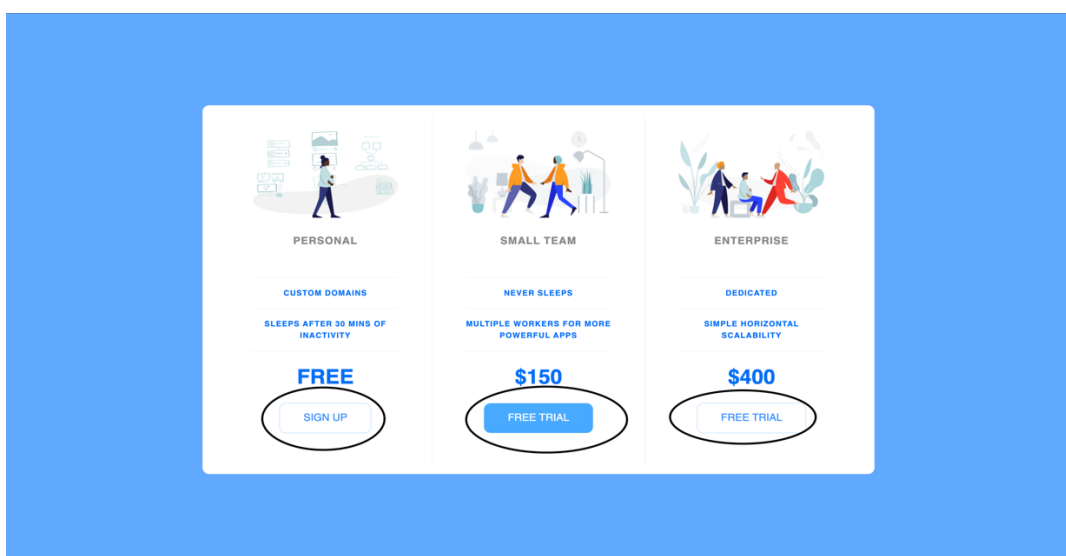 PERSONAL
CUSTOM DOMAINS
SLEEPS AFTER 30 MINS OF
INACTIVITY
FREE
SIGN UP
SMALL TEAM
NEVER SLEEPS
MULTIPLE WORKERS FOR MORE
POWERFUL APPS
$150
FREE TRIAL
ENTERPRISE
DEDICATED
SIMPLE HORIZONTAL
SCALABILITY
$400
FREE TRIAL